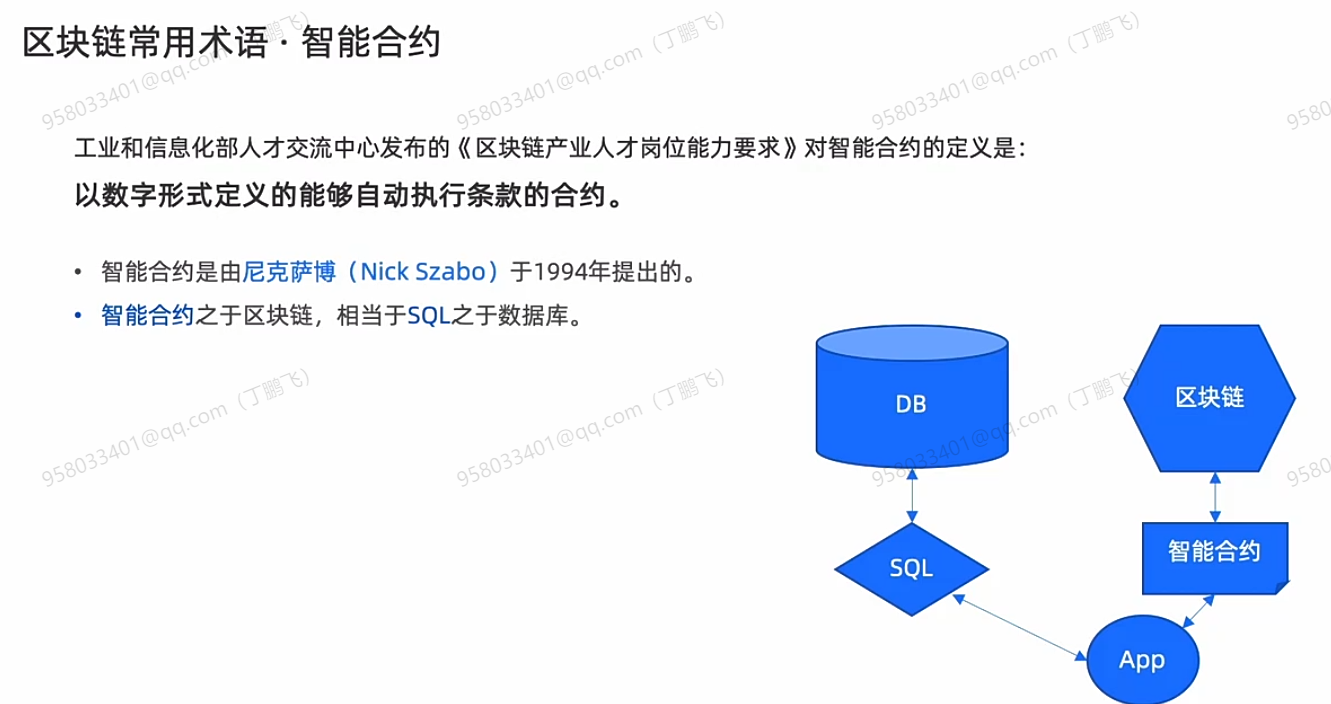 区块链常用术语 · 智能合约
工业和信息化部人才交流中心发布的《区块链产业人才岗位能力要求》对智能合约的定义是：
以数字形式定义的能够自动执行条款的合约。
• 智能合约是由尼克萨博（Nick Szabo）于1994年提出的。
• 智能合约之于区块链，相当于SQL之于数据库。
DB
区块链
SQL
智能合约
App
958033401@qq.com（丁鹏飞）
958033401@qq.com（丁鹏飞）
958033401@qq.com（丁鹏飞）
95803
958033401@qq.com（丁鹏飞）
958033401@qq.com（丁鹏飞）
958033401@qq.com（丁鹏飞）
95803